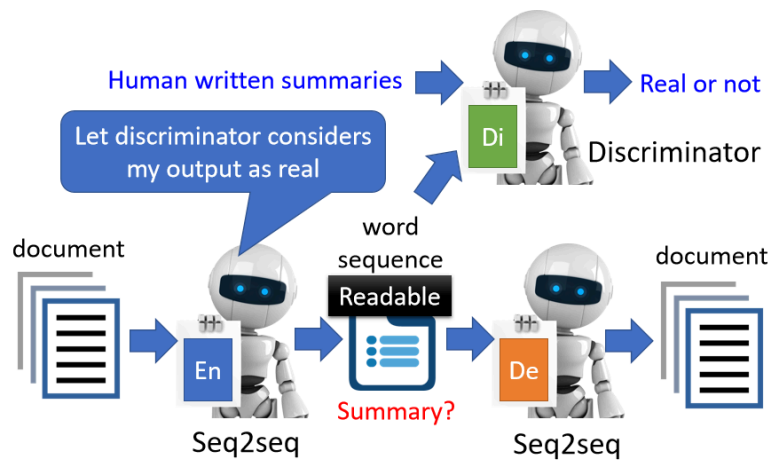 Human written summaries
Real or not
Let discriminator considers
my output as real
Di
Discriminator
document
word
sequence
Readable
document
En
De
Summary?
Seq2seq
Seq2seq